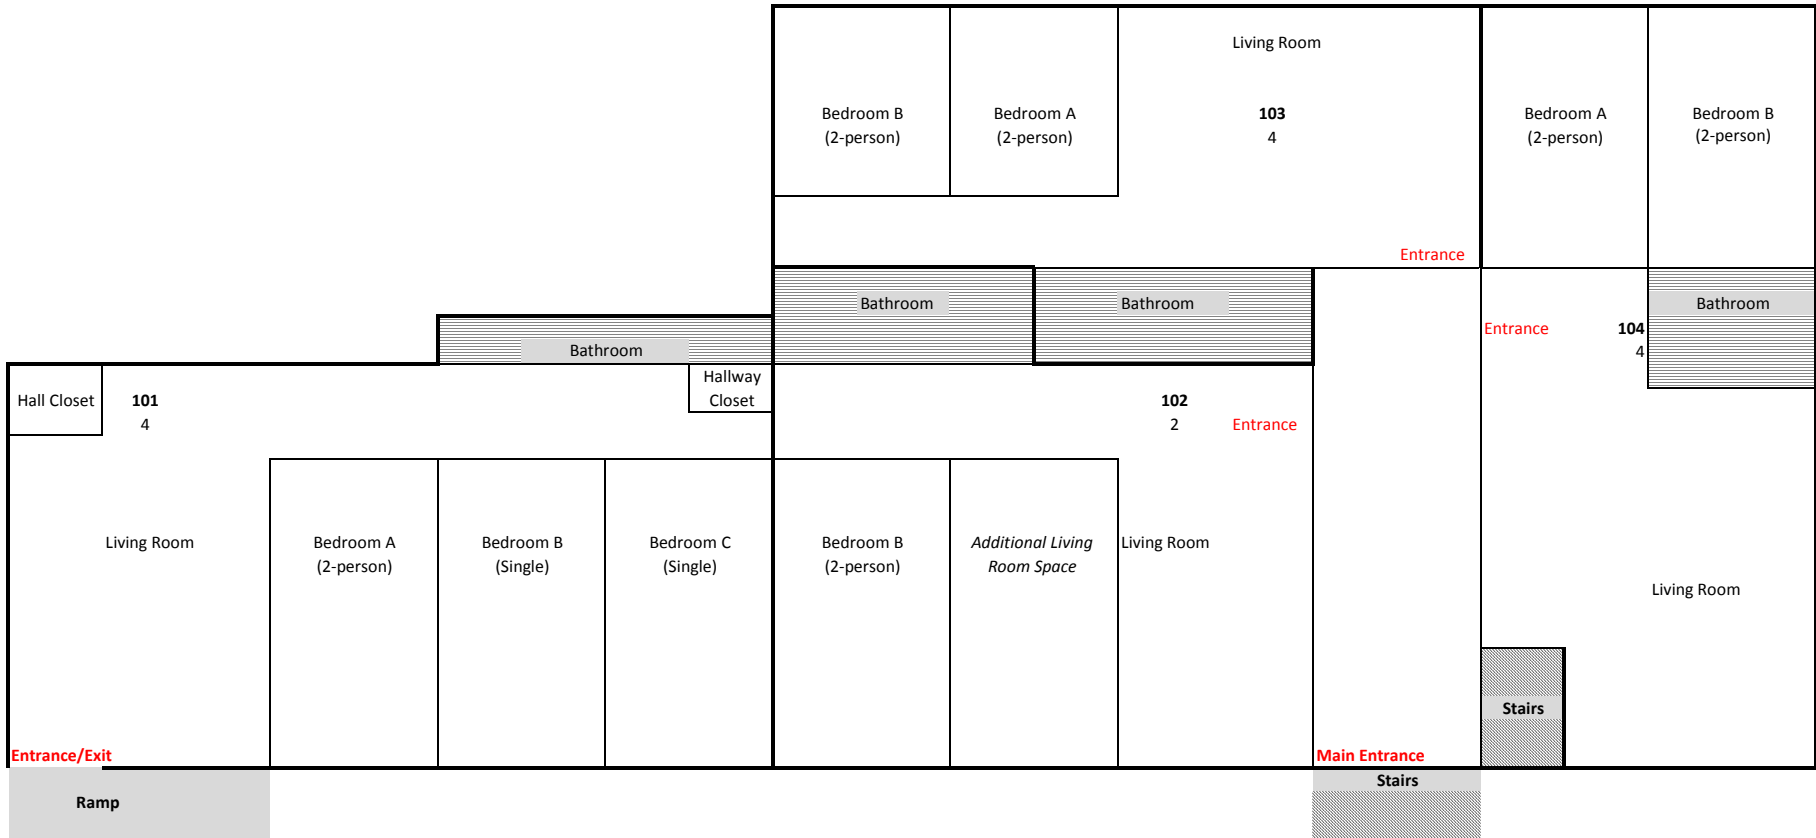 Living Room
Bedroom B
(2-person)
Bedroom A
(2-person)
103
4
Bedroom A
(2-person)
Bedroom B
(2-person)
Entrance
Bathroom
Bathroom
Bathroom
Entrance
104
4
Bathroom
Hall Closet
101
4
Hallway
Closet
102
2
Entrance
Living Room
Bedroom A
(2-person)
Bedroom B
(Single)
Bedroom C
(Single)
Bedroom B
(2-person)
Additional Living
Room Space
Living Room
Living Room
Stairs
Entrance/Exit
Main Entrance
Stairs
Ramp